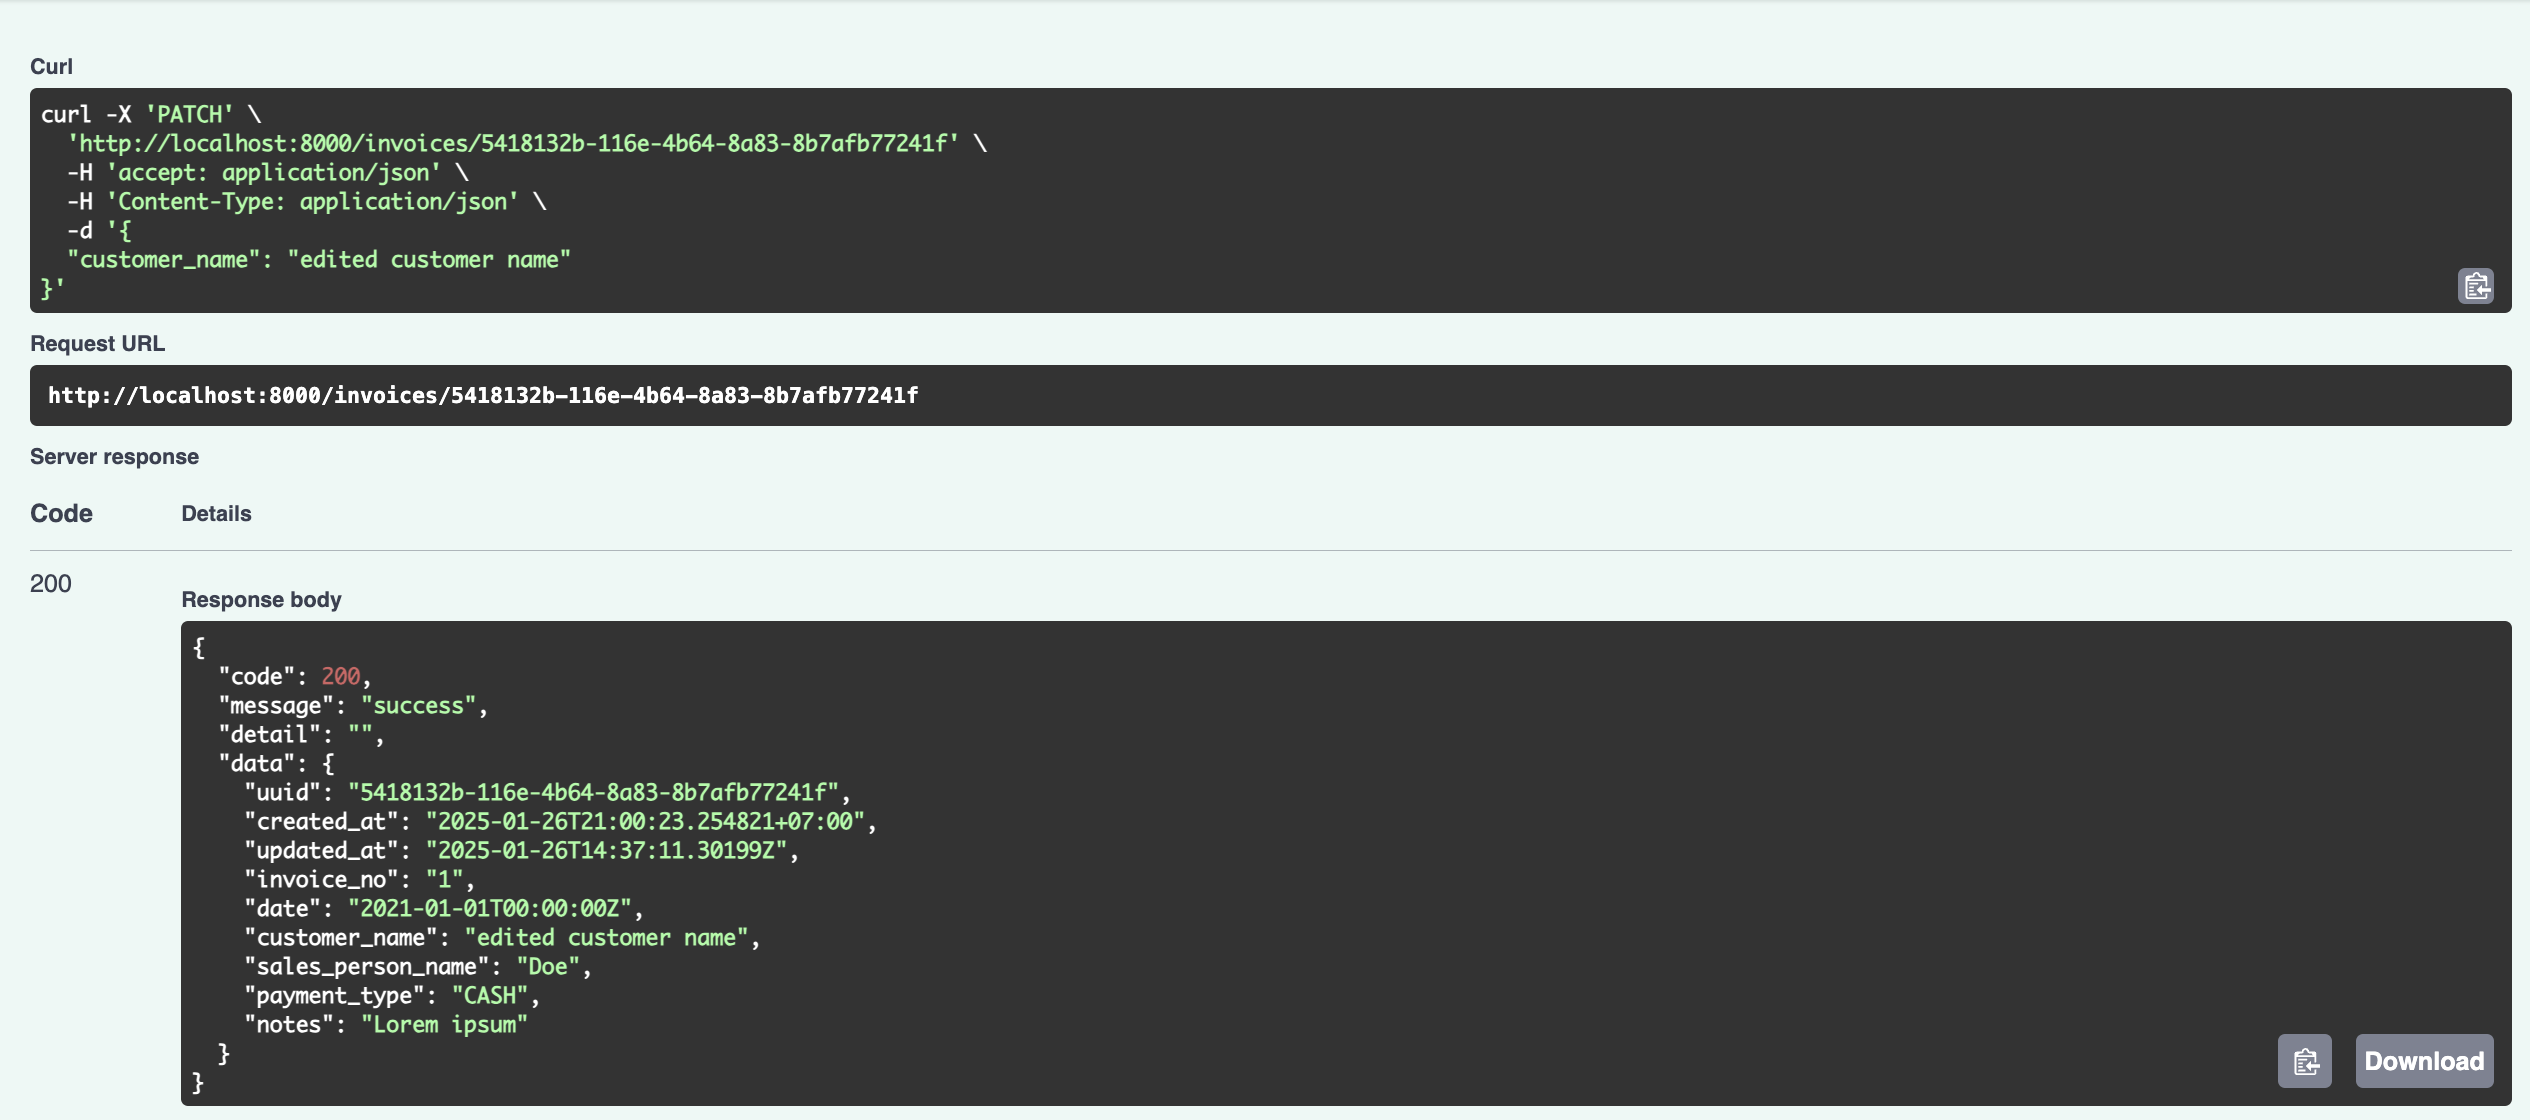 Curl
curl -X 'PATCH' \
  'http://localhost:8000/invoices/5418132b-116e-4b64-8a83-8b7afb77241f' \
  -H 'accept: application/json' \
  -H 'Content-Type: application/json' \
  -d '{
  "customer_name": "edited customer name"
}'
Request URL
http://localhost:8000/invoices/5418132b-116e-4b64-8a83-8b7afb77241f
Server response
Code Details
200
Response body
{
  "code": 200,
  "message": "success",
  "detail": "",
  "data": {
    "uuid": "5418132b-116e-4b64-8a83-8b7afb77241f",
    "created_at": "2025-01-26T21:00:23.254821+07:00",
    "updated_at": "2025-01-26T14:37:11.30199Z",
    "invoice_no": "1",
    "date": "2021-01-01T00:00:00Z",
    "customer_name": "edited customer name",
    "sales_person_name": "Doe",
    "payment_type": "CASH",
    "notes": "Lorem ipsum"
  }
}
Download